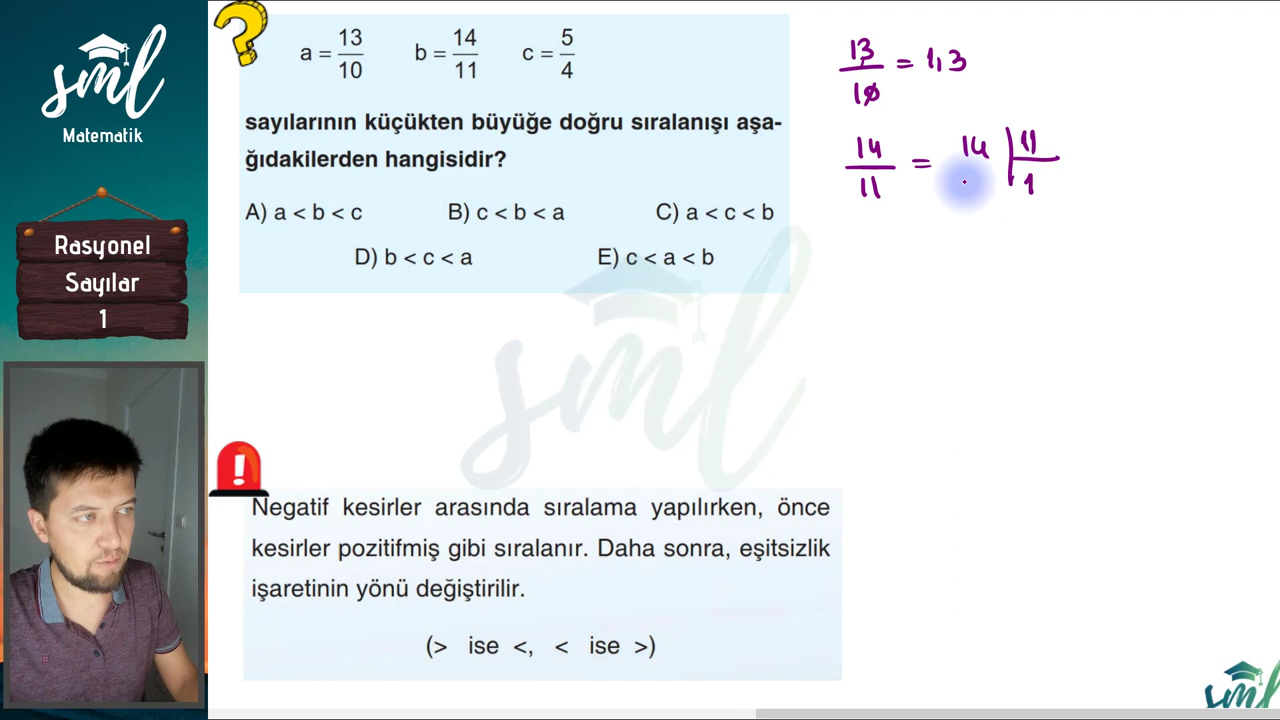 sml
Matematik
Rasyonel
Sayılar
1
?
a = 13/10 b = 14/11 c = 5/4
sayılarının küçükten büyüğe doğru sıralanışı aşa-
ğıdakilerden hangisidir?
A) a < b < c B) c < b < a C) a < c < b
D) b < c < a E) c < a < b
13/10 = 1,3
14/11 = 14 | 11
1
sml
!
Negatif kesirler arasında sıralama yapılırken, önce
kesirler pozitifmiş gibi sıralanır. Daha sonra, eşitsizlik
işaretinin yönü değiştirilir.
(> ise <, < ise >)
sml